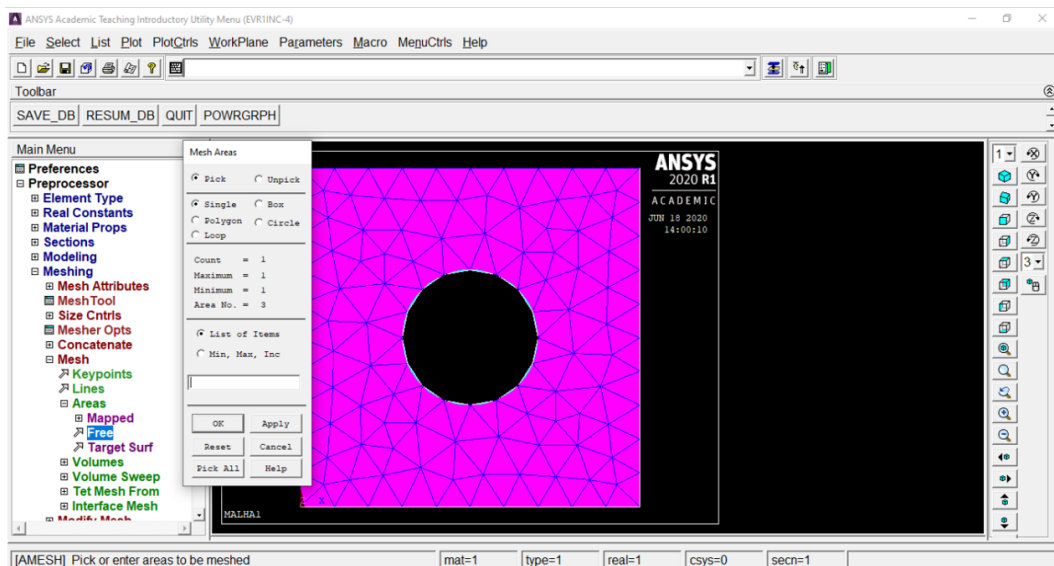 ANSYS Academic Teaching Introductory Utility Menu (EVR1INC-4)
File Select List Plot PlotCtrls WorkPlane Parameters Macro MenuCtrls Help
Toolbar
SAVE_DB RESUM_DB QUIT POWRGRPH
Main Menu
Preferences
Preprocessor
Element Type
Real Constants
Material Props
Sections
Modeling
Meshing
Mesh Attributes
MeshTool
Size Cntrls
Mesher Opts
Concatenate
Mesh
Keypoints
Lines
Areas
Mapped
Free
Target Surf
Volumes
Volume Sweep
Tet Mesh From
Interface Mesh
Modify Mesh
Mesh Areas
Pick Unpick
Single Box
Polygon Circle
Loop
Count = 1
Maximum = 1
Minimum = 1
Area No. = 3
List of Items
Min, Max, Inc
OK Apply
Reset Cancel
Pick All Help
ANSYS
2020 R1
ACADEMIC
JUN 18 2020
14:00:10
X
MALHA1
1
3
[AMESH] Pick or enter areas to be meshed mat=1 type=1 real=1 csys=0 secn=1